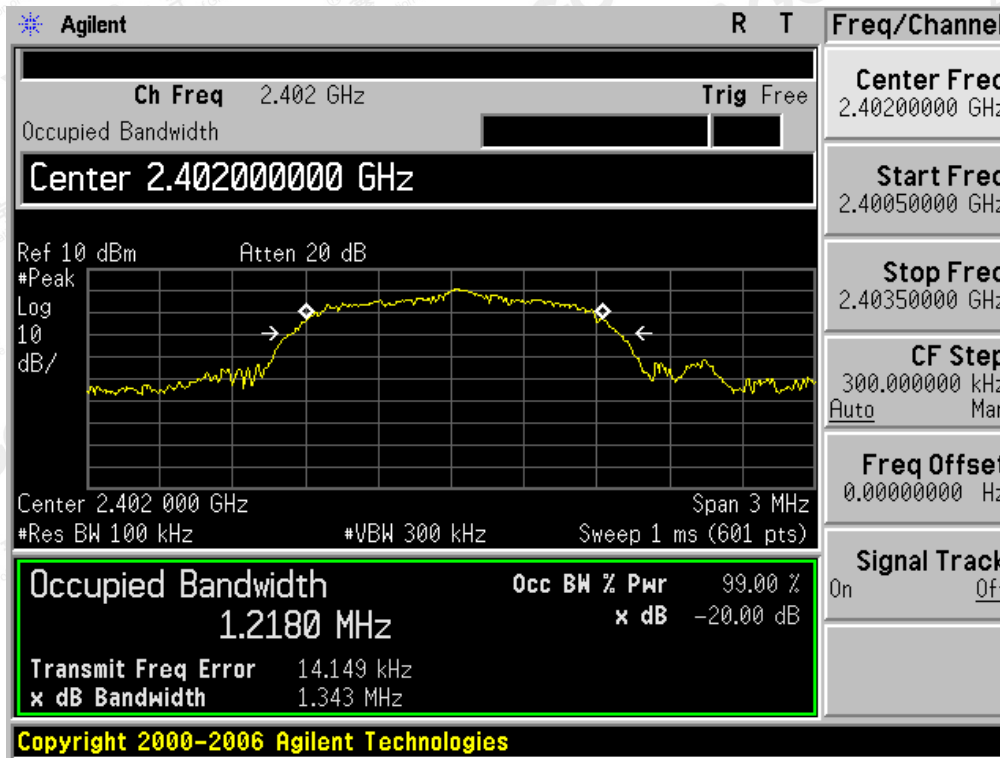 Agilent R T
Freq/Channel
Ch Freq 2.402 GHz Trig Free
Occupied Bandwidth
Center 2.402000000 GHz
Ref 10 dBm Atten 20 dB
#Peak
Log
10
dB/
Center 2.402 000 GHz Span 3 MHz
#Res BW 100 kHz #VBW 300 kHz Sweep 1 ms (601 pts)
Occupied Bandwidth
1.2180 MHz
Occ BW % Pwr 99.00 %
x dB -20.00 dB
Transmit Freq Error 14.149 kHz
x dB Bandwidth 1.343 MHz
Center Freq
2.40200000 GHz
Start Freq
2.40050000 GHz
Stop Freq
2.40350000 GHz
CF Step
300.000000 kHz
Auto Man
Freq Offset
0.00000000 Hz
Signal Track
On Off
Copyright 2000-2006 Agilent Technologies